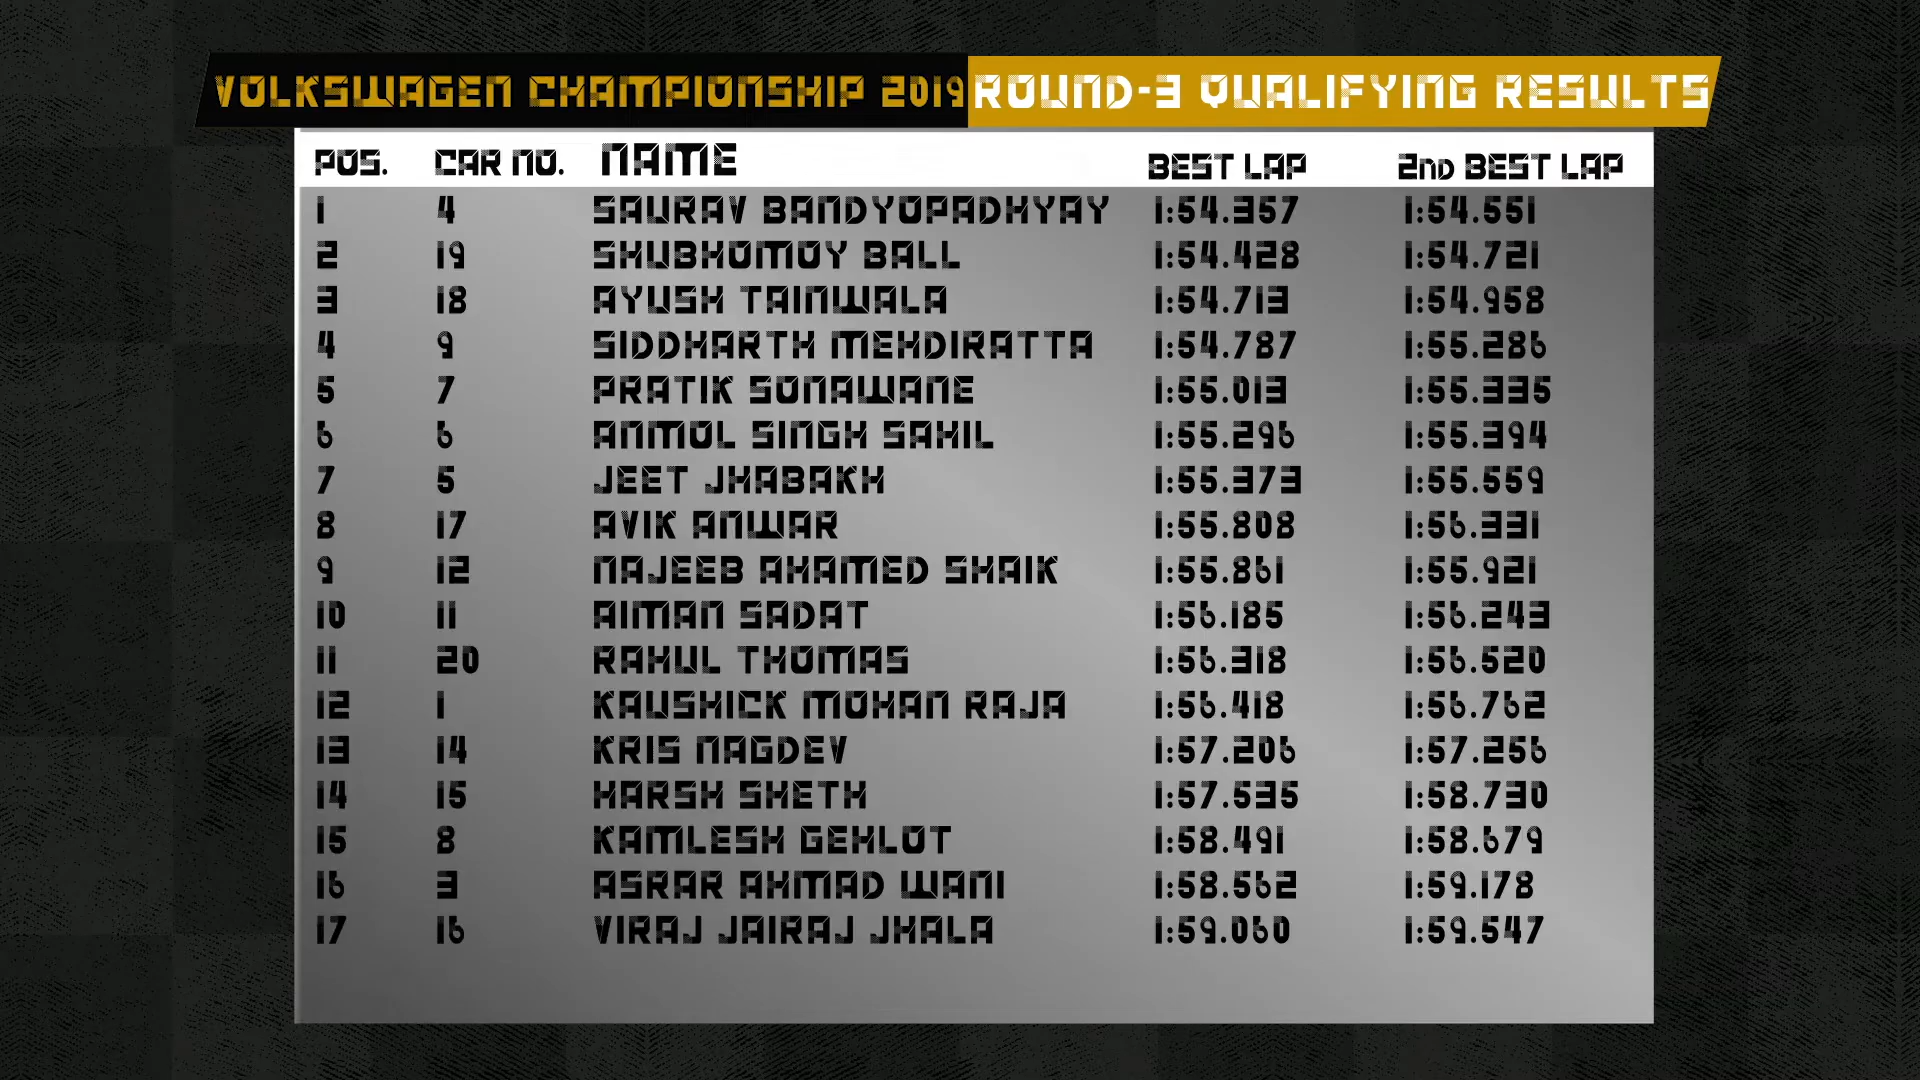 VOLKSWAGEN CHAMPIONSHIP 2019 ROUND-3 QUALIFYING RESULTS
POS. CAR NO. NAME BEST LAP 2nd BEST LAP
1 4 SAURAV BANDYOPADHYAY 1:54.357 1:54.551
2 19 SHUBHOMOY BALL 1:54.428 1:54.721
3 18 AYUSH TAINWALA 1:54.713 1:54.958
4 9 SIDDHARTH MEHDIRATTA 1:54.787 1:55.286
5 7 PRATIK SONAWANE 1:55.013 1:55.335
6 6 ANMOL SINGH SAHIL 1:55.296 1:55.394
7 5 JEET JHABAKH 1:55.373 1:55.559
8 17 AVIK ANWAR 1:55.808 1:56.331
9 12 NAJEEB AHAMED SHAIK 1:55.861 1:55.921
10 11 AIMAN SADAT 1:56.185 1:56.243
11 20 RAHUL THOMAS 1:56.318 1:56.520
12 1 KAUSHICK MOHAN RAJA 1:56.418 1:56.762
13 14 KRIS NAGDEV 1:57.206 1:57.256
14 15 HARSH SHETH 1:57.535 1:58.730
15 8 KAMLESH GEHLOT 1:58.491 1:58.679
16 3 ASRAR AHMAD WANI 1:58.562 1:59.178
17 16 VIRAJ JAIRAJ JHALA 1:59.060 1:59.547